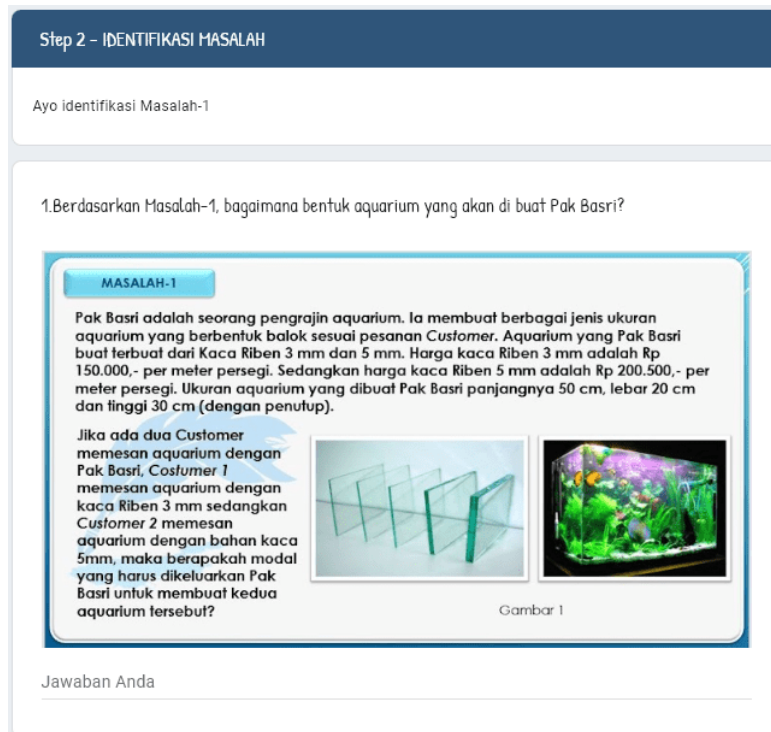 Step 2 - IDENTIFIKASI MASALAH
Ayo identifikasi Masalah-1
1.Berdasarkan Masalah-1, bagaimana bentuk aquarium yang akan di buat Pak Basri?
MASALAH-1
Pak Basri adalah seorang pengrajin aquarium. Ia membuat berbagai jenis ukuran
aquarium yang berbentuk balok sesuai pesanan Customer. Aquarium yang Pak Basri
buat terbuat dari Kaca Riben 3 mm dan 5 mm. Harga kaca Riben 3 mm adalah Rp
150.000,- per meter persegi. Sedangkan harga kaca Riben 5 mm adalah Rp 200.500,- per
meter persegi. Ukuran aquarium yang dibuat Pak Basri panjangnya 50 cm, lebar 20 cm
dan tinggi 30 cm (dengan penutup).
Jika ada dua Customer
memesan aquarium dengan
Pak Basri, Costumer 1
memesan aquarium dengan
kaca Riben 3 mm sedangkan
Customer 2 memesan
aquarium dengan bahan kaca
5mm, maka berapakah modal
yang harus dikeluarkan Pak
Basri untuk membuat kedua
aquarium tersebut?
Gambar 1
Jawaban Anda